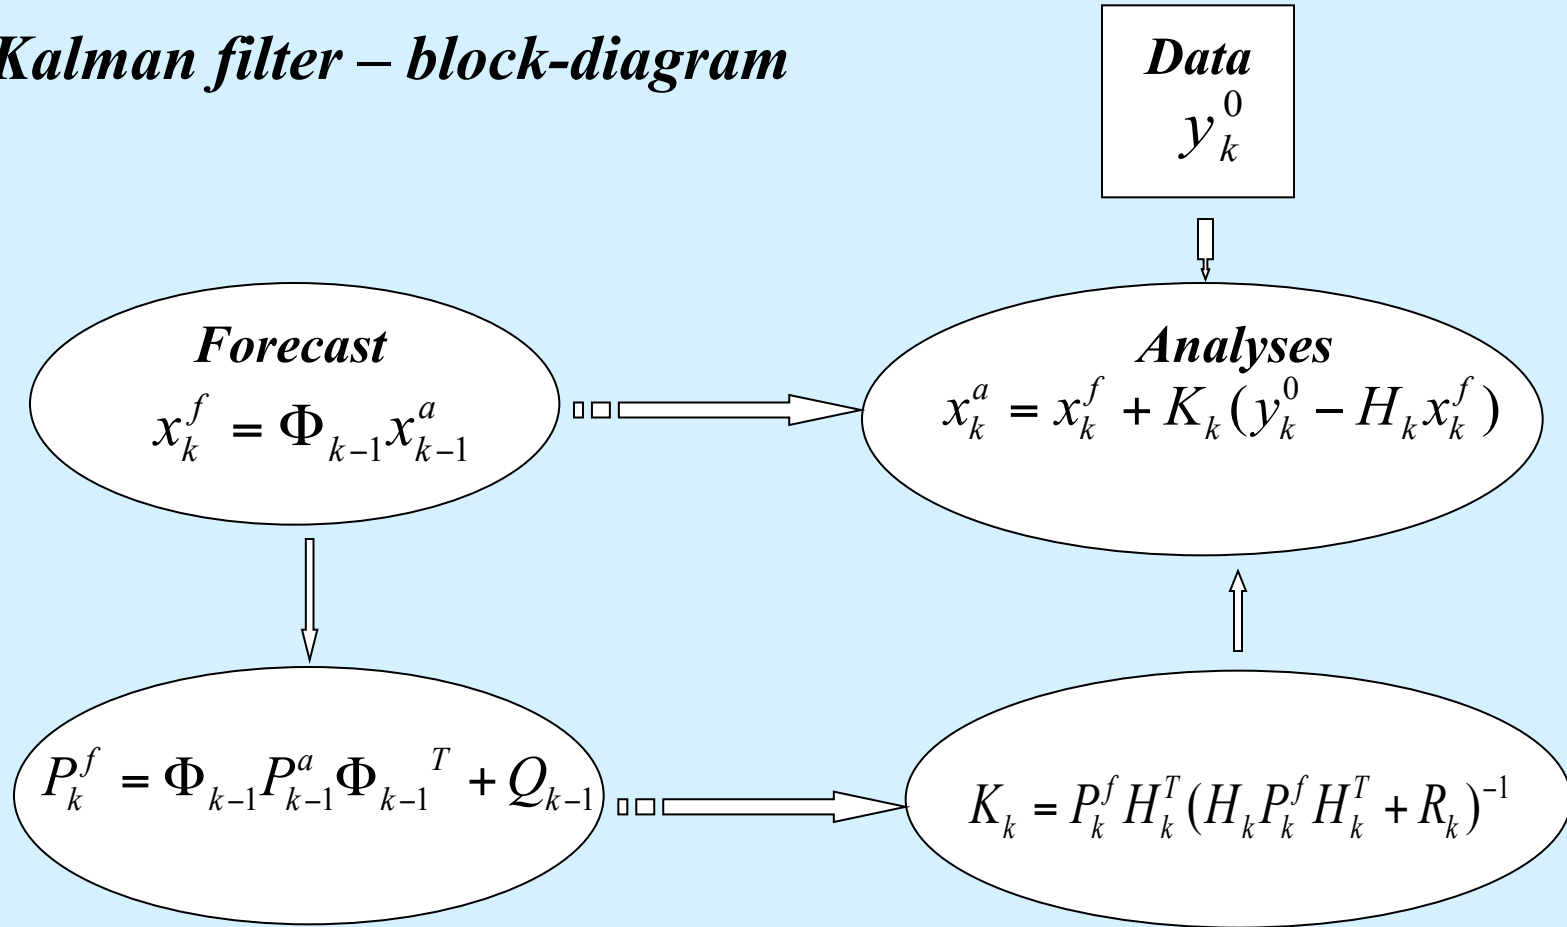 Kalman filter – block-diagram
Data
y_k^0
Forecast
x_k^f = Φ_{k−1} x_{k−1}^a
Analyses
x_k^a = x_k^f + K_k (y_k^0 − H_k x_k^f)
P_k^f = Φ_{k−1} P_{k−1}^a Φ_{k−1}^T + Q_{k−1}
K_k = P_k^f H_k^T (H_k P_k^f H_k^T + R_k)^{−1}